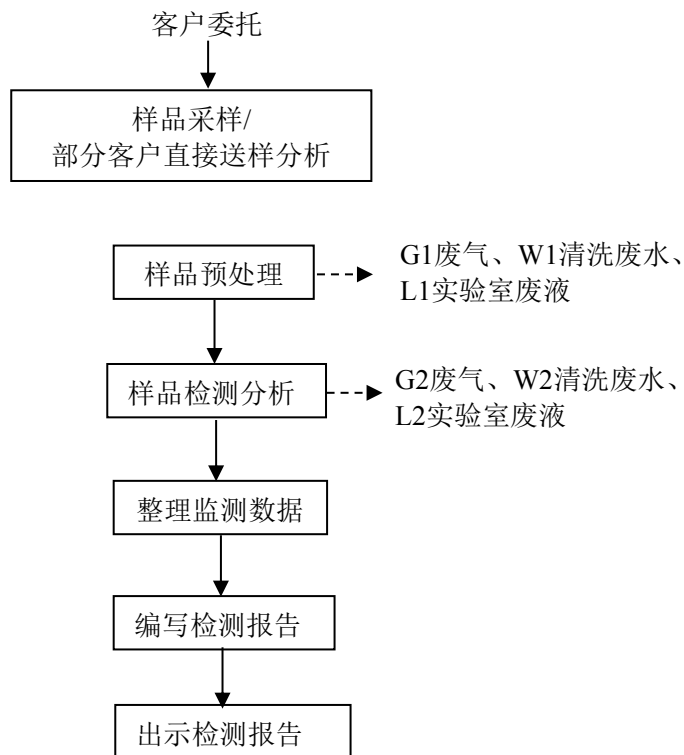 客户委托
样品采样/
部分客户直接送样分析
样品预处理
G1废气、W1清洗废水、
L1实验室废液
样品检测分析
G2废气、W2清洗废水、
L2实验室废液
整理监测数据
编写检测报告
出示检测报告